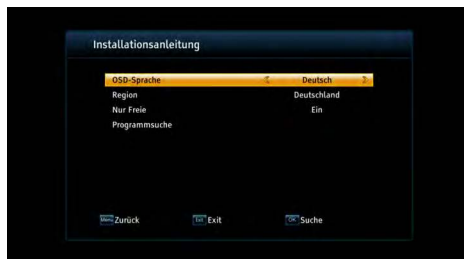 Installationsanleitung
OSD-Sprache Deutsch
Region Deutschland
Nur Freie Ein
Programmsuche
Menu Zurück Exit Exit OK Suche